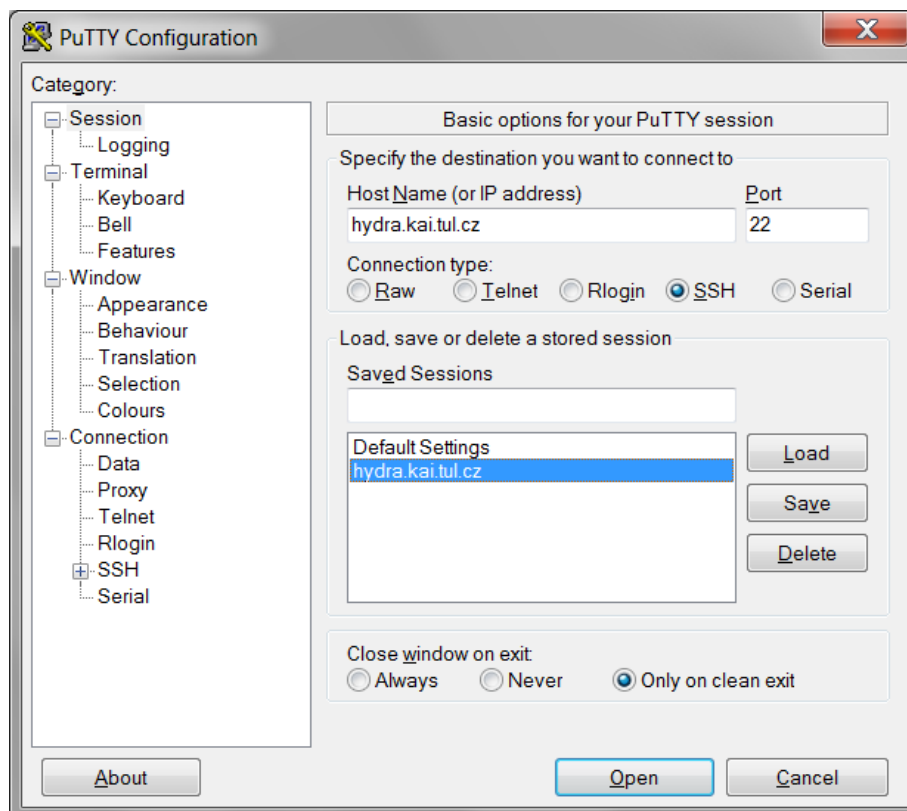 PuTTY Configuration
X
Category:
Session
Logging
Terminal
Keyboard
Bell
Features
Window
Appearance
Behaviour
Translation
Selection
Colours
Connection
Data
Proxy
Telnet
Rlogin
SSH
Serial
Basic options for your PuTTY session
Specify the destination you want to connect to
Host Name (or IP address) Port
hydra.kai.tul.cz 22
Connection type:
Raw Telnet Rlogin SSH Serial
Load, save or delete a stored session
Saved Sessions
Default Settings
hydra.kai.tul.cz
Load
Save
Delete
Close window on exit:
Always Never Only on clean exit
About Open Cancel